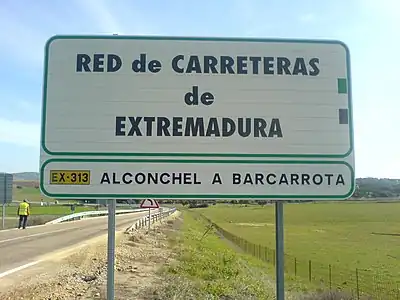 RED de CARRETERAS
de
EXTREMADURA
EX-313 ALCONCHEL A BARCARROTA